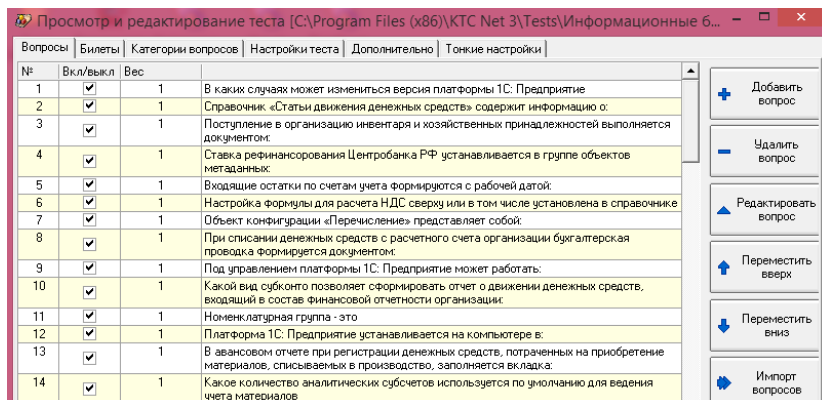 Просмотр и редактирование теста [C:\Program Files (x86)\KTC Net 3\Tests\Информационные б...
Вопросы Билеты Категории вопросов Настройки теста Дополнительно Тонкие настройки
№ Вкл/выкл Вес
1 1 В каких случаях может измениться версия платформы 1С: Предприятие
2 1 Справочник «Статьи движения денежных средств» содержит информацию о:
3 1 Поступление в организацию инвентаря и хозяйственных принадлежностей выполняется
документом:
4 1 Ставка рефинансорования Центробанка РФ устанавливается в группе объектов
метаданных:
5 1 Входящие остатки по счетам учета формируются с рабочей датой:
6 1 Настройка формулы для расчета НДС сверху или в том числе установлена в справочнике
7 1 Объект конфигурации «Перечисление» представляет собой:
8 1 При списании денежных средств с расчетного счета организации бухгалтерская
проводка формируется документом:
9 1 Под управлением платформы 1С: Предприятие может работать:
10 1 Какой вид субконто позволяет сформировать отчет о движении денежных средств,
входящий в состав финансовой отчетности организации:
11 1 Номенклатурная группа - это
12 1 Платформа 1С: Предприятие устанавливается на компьютере в:
13 1 В авансовом отчете при регистрации денежных средств, потраченных на приобретение
материалов, списываемых в производство, заполняется вкладка:
14 1 Какое количество аналитических субсчетов используется по умолчанию для ведения
учета материалов
Добавить
вопрос
Удалить
вопрос
Редактировать
вопрос
Переместить
вверх
Переместить
вниз
Импорт
вопросов